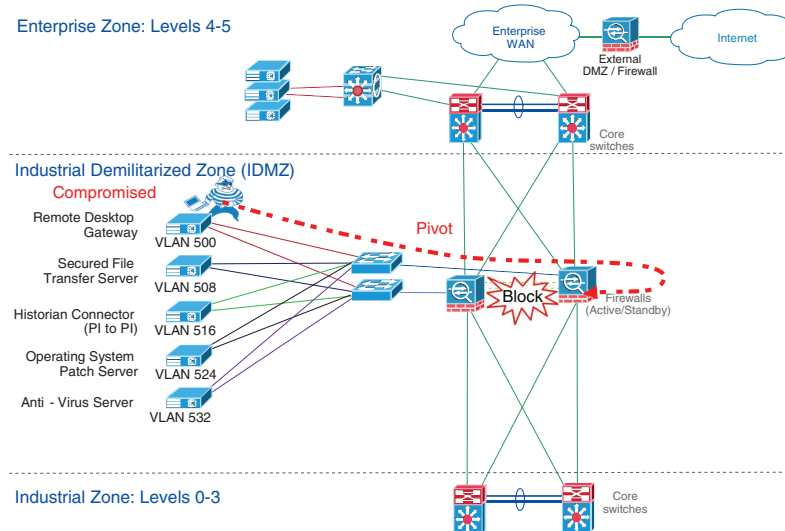 Enterprise Zone: Levels 4-5
Enterprise
WAN
Internet
External
DMZ / Firewall
Core
switches
Industrial Demilitarized Zone (IDMZ)
Compromised
Remote Desktop
Gateway
VLAN 500
Pivot
Secured File
Transfer Server
VLAN 508
Block
Firewalls
(Active/Standby)
Historian Connector
(PI to PI)
VLAN 516
Operating System
Patch Server
VLAN 524
Anti - Virus Server
VLAN 532
Industrial Zone: Levels 0-3
Core
switches